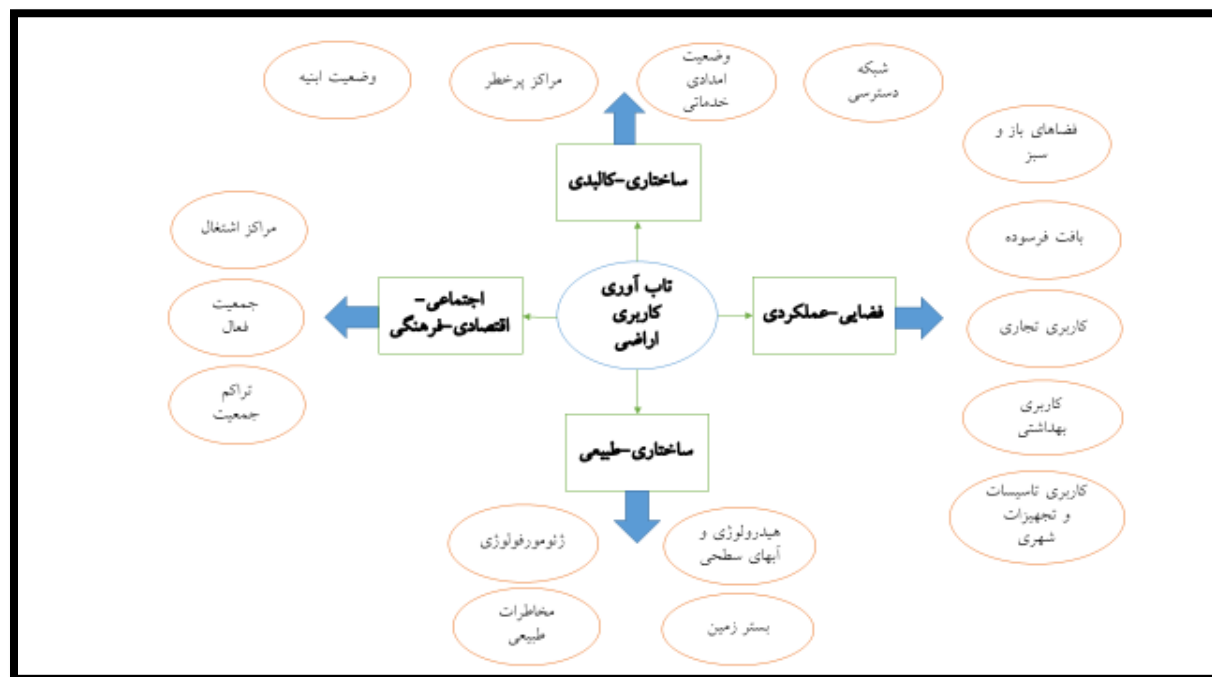 شبکه
دسترسی
وضعیت
امدادی
خدماتی
مراکز پرخطر
وضعیت ابنیه
فضاهای باز و
سبز
ساختاری-کالبدی
بافت فرسوده
مراکز اشتغال
تاب آوری
کاربری
اراضی
فضایی-عملکردی
کاربری تجاری
اجتماعی-
اقتصادی-فرهنگی
جمعیت
فعال
تراکم
جمعیت
کاربری
بهداشتی
ساختاری-طبیعی
کاربری تاسیسات
و تجهیزات
شهری
هیدرولوژی و
آبهای سطحی
ژئومورفولوژی
بستر زمین
مخاطرات
طبیعی